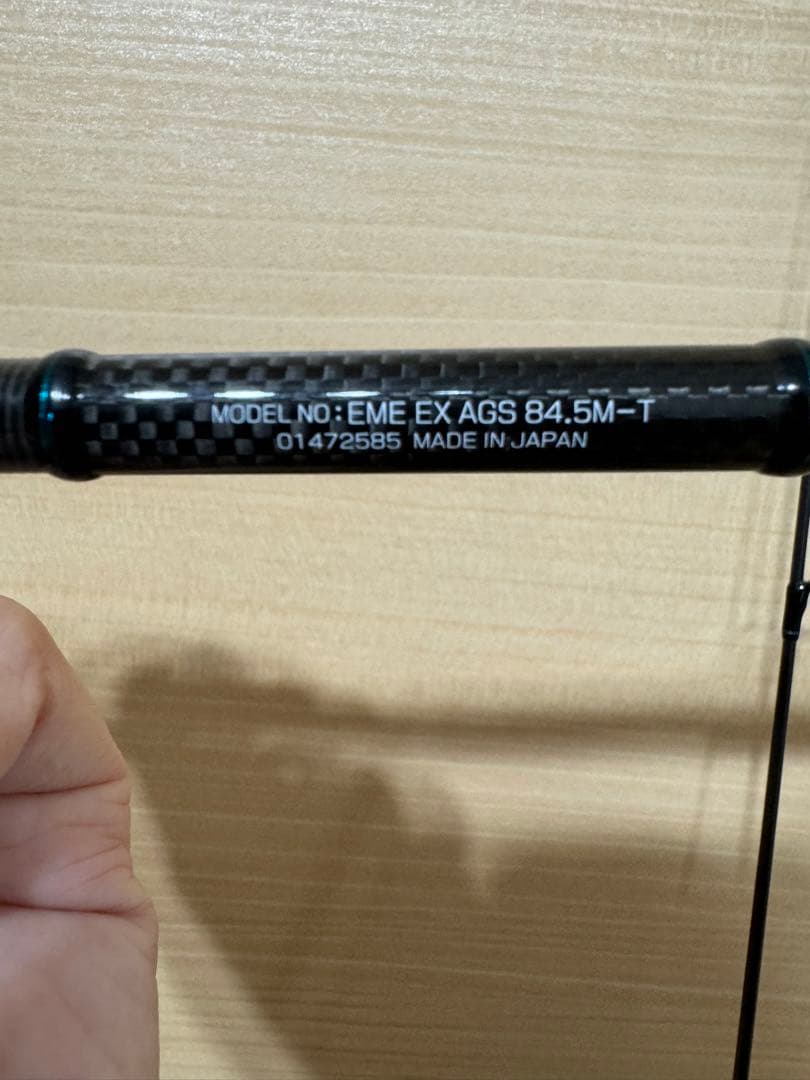 MODEL NO: EME EX AGS 84.5M-T
01472585 MADE IN JAPAN